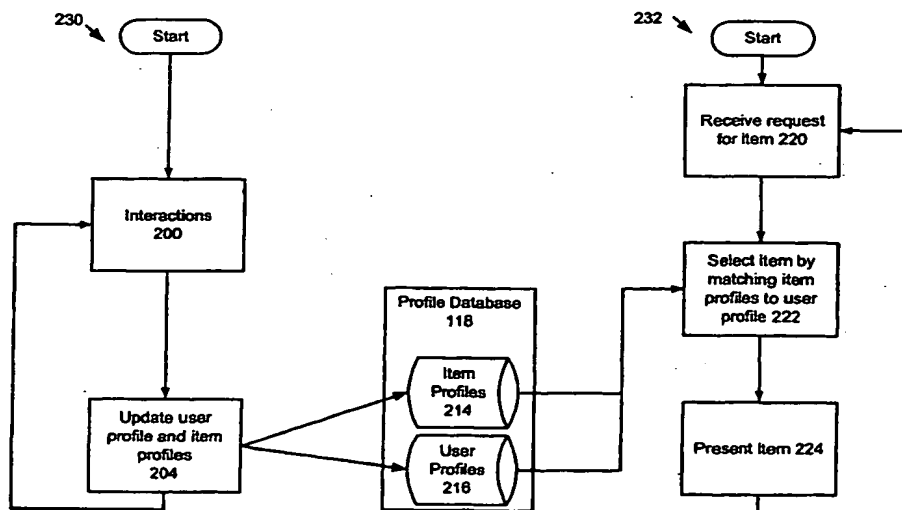 230
Start
Interactions
200
Update user
profile and item
profiles
204
Profile Database
118
Item
Profiles
214
User
Profiles
216
232
Start
Receive request
for Item 220
Select Item by
matching item
profiles to user
profile 222
Present Item 224